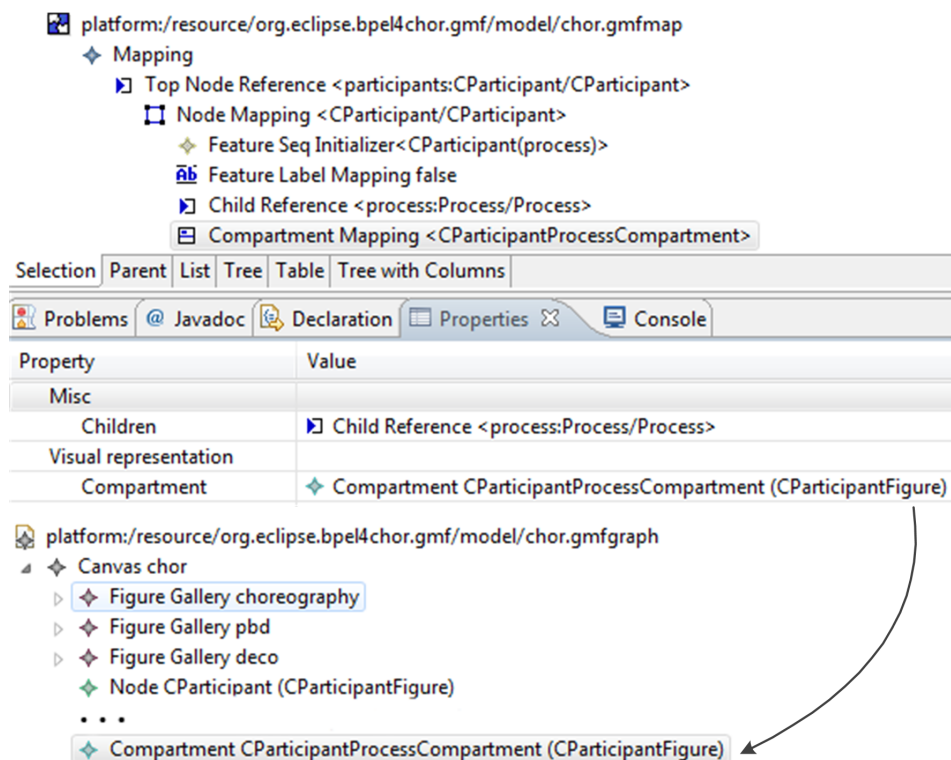 platform:/resource/org.eclipse.bpel4chor.gmf/model/chor.gmfmap
Mapping
Top Node Reference <participants:CParticipant/CParticipant>
Node Mapping <CParticipant/CParticipant>
Feature Seq Initializer<CParticipant(process)>
Ab Feature Label Mapping false
Child Reference <process:Process/Process>
Compartment Mapping <CParticipantProcessCompartment>
Selection Parent List Tree Table Tree with Columns
Problems @ Javadoc Declaration Properties Console
Property Value
Misc
Children Child Reference <process:Process/Process>
Visual representation
Compartment Compartment CParticipantProcessCompartment (CParticipantFigure)
platform:/resource/org.eclipse.bpel4chor.gmf/model/chor.gmfgraph
Canvas chor
Figure Gallery choreography
Figure Gallery pbd
Figure Gallery deco
Node CParticipant (CParticipantFigure)
. . .
Compartment CParticipantProcessCompartment (CParticipantFigure)